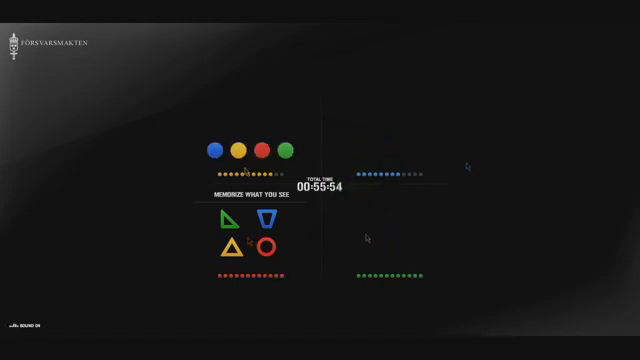 FÖRSVARSMAKTEN
TOTAL TIME
00:55:54
MEMORIZE WHAT YOU SEE
SOUND ON